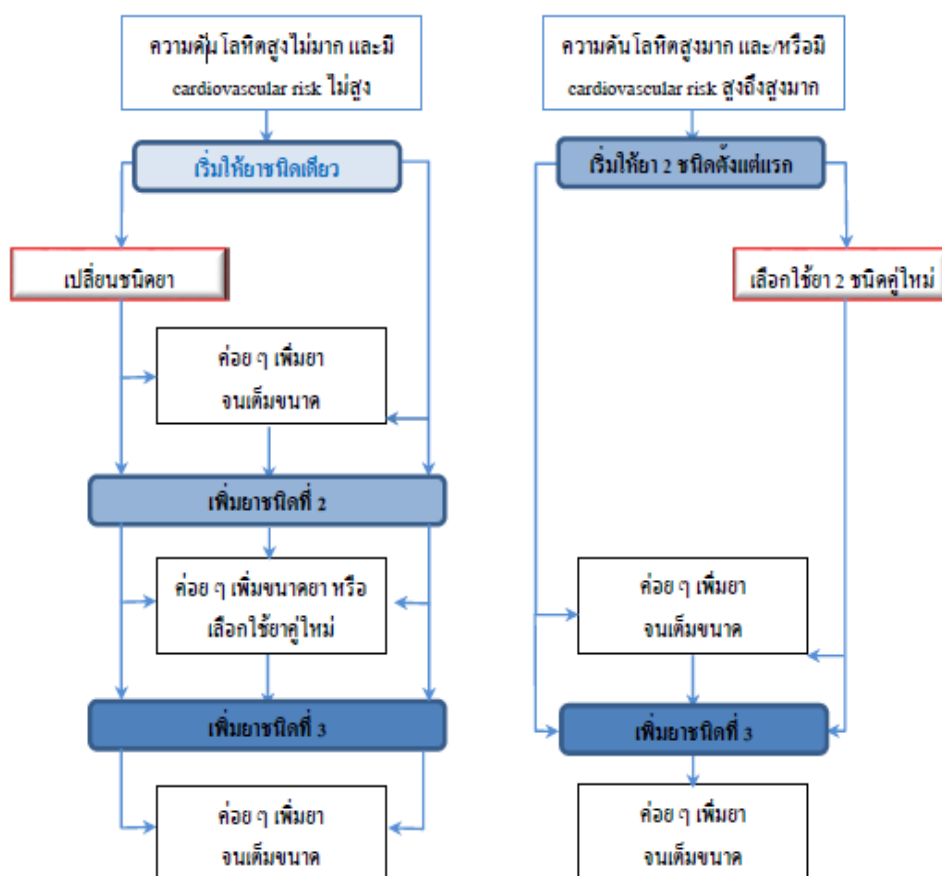 ความดันโลหิตสูงไม่มาก และมี
cardiovascular risk ไม่สูง
เริ่มให้ยาชนิดเดียว
เปลี่ยนชนิดยา
ค่อย ๆ เพิ่มยา
จนเต็มขนาด
เพิ่มยาชนิดที่ 2
ค่อย ๆ เพิ่มขนาดยา หรือ
เลือกใช้ยาคู่ใหม่
เพิ่มยาชนิดที่ 3
ค่อย ๆ เพิ่มยา
จนเต็มขนาด
ความดันโลหิตสูงมาก และ/หรือมี
cardiovascular risk สูงถึงสูงมาก
เริ่มให้ยา 2 ชนิดตั้งแต่แรก
เลือกใช้ยา 2 ชนิดคู่ใหม่
ค่อย ๆ เพิ่มยา
จนเต็มขนาด
เพิ่มยาชนิดที่ 3
ค่อย ๆ เพิ่มยา
จนเต็มขนาด